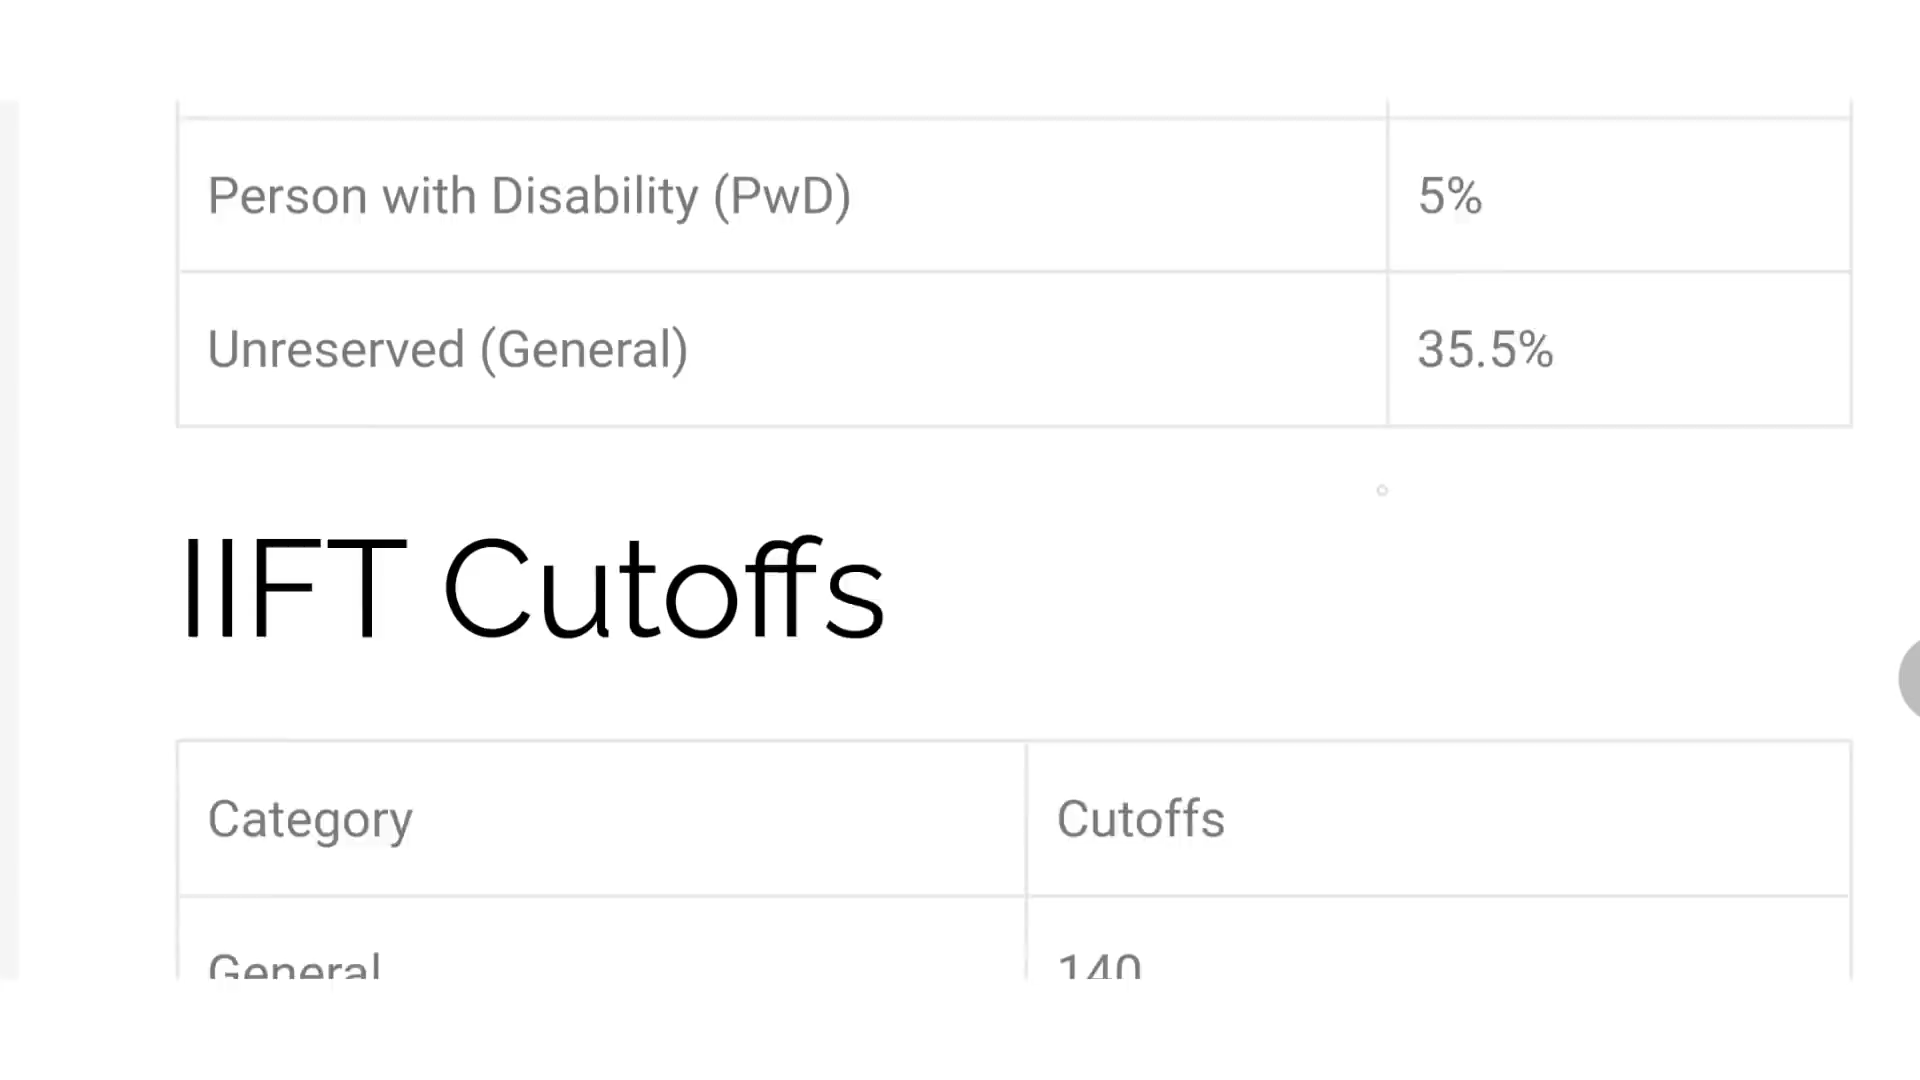 Person with Disability (PwD) 5%
Unreserved (General) 35.5%
IIFT Cutoffs
Category Cutoffs
General 140